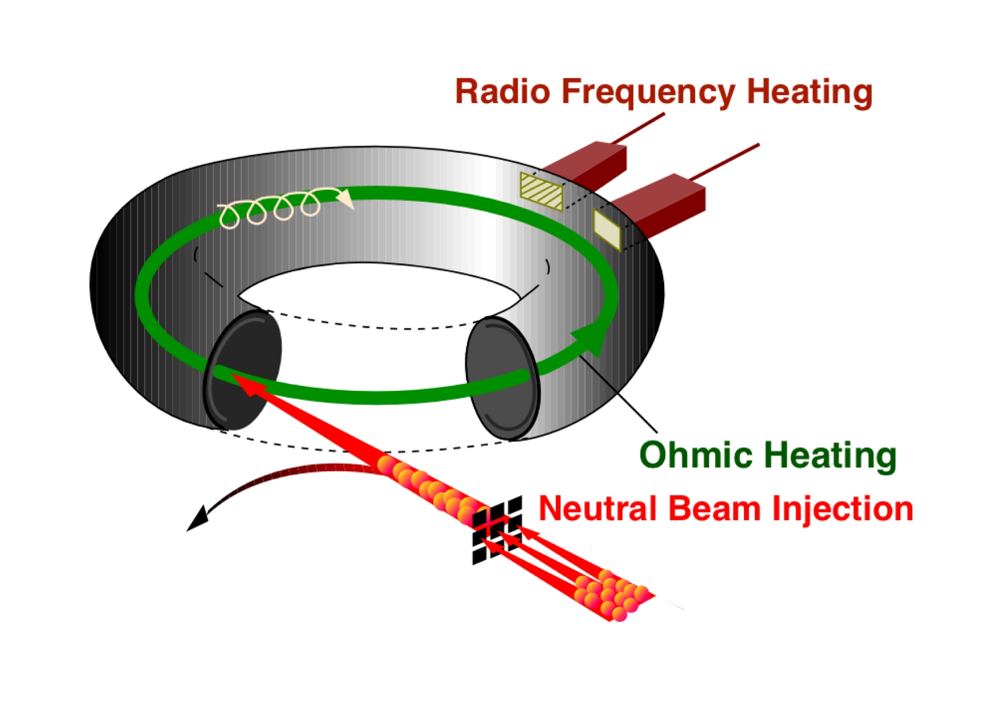 Radio Frequency Heating
Ohmic Heating
Neutral Beam Injection